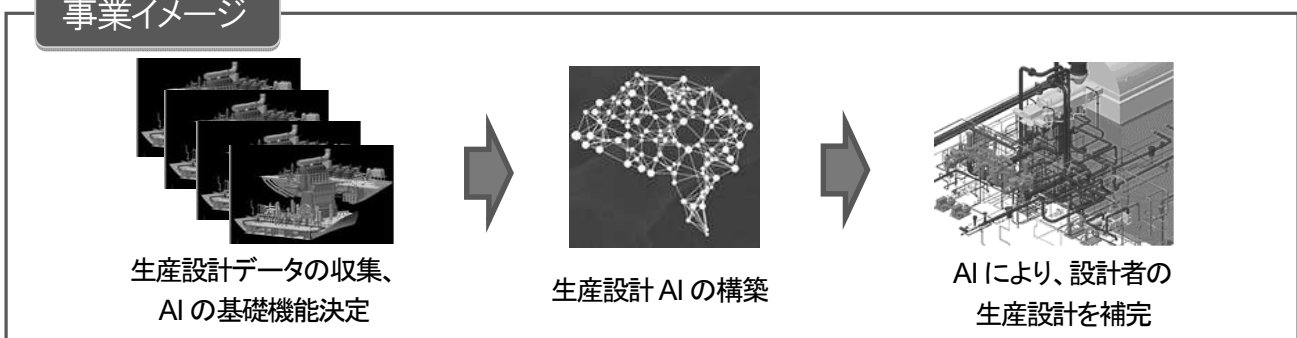 事業イメージ
生産設計データの収集、
AI の基礎機能決定
生産設計 AI の構築
AI により、設計者の
生産設計を補完